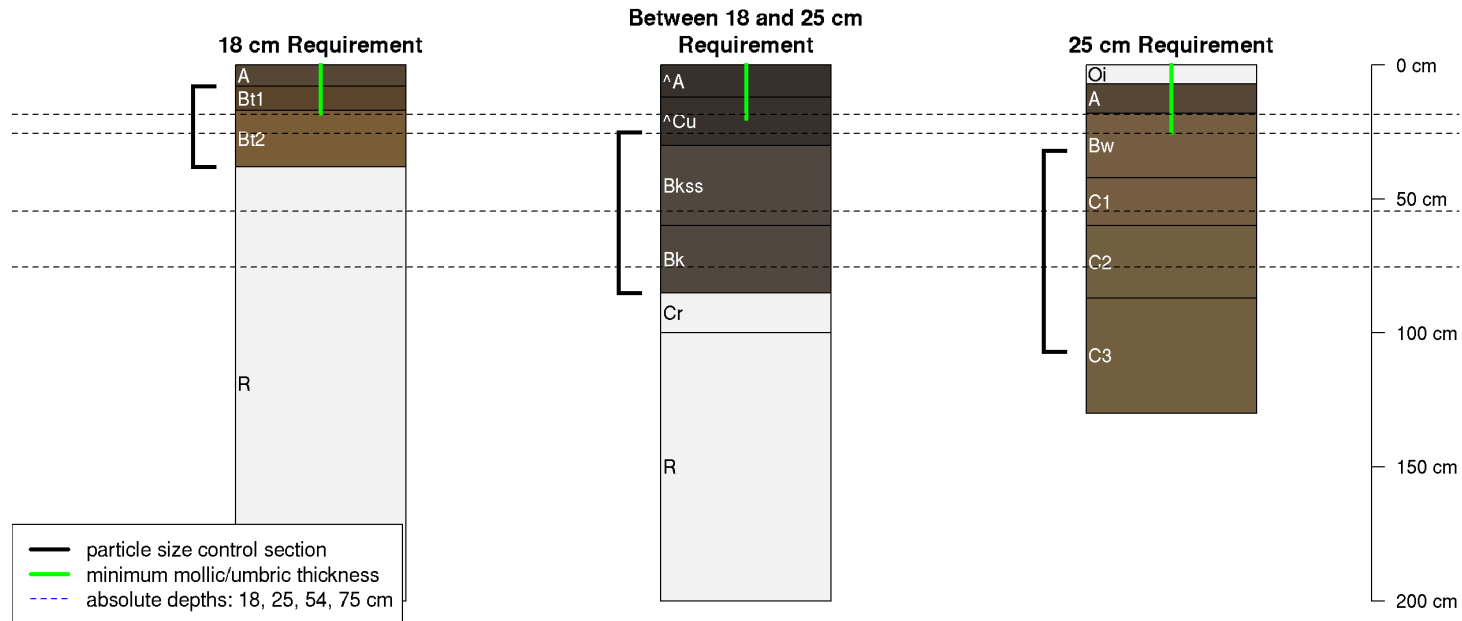 Between 18 and 25 cm
18 cm Requirement
Requirement
25 cm Requirement
A
Bt1
Bt2
R
^A
^Cu
Bkss
Bk
Cr
R
Oi
A
Bw
C1
C2
C3
0 cm
50 cm
100 cm
150 cm
200 cm
particle size control section
minimum mollic/umbric thickness
absolute depths: 18, 25, 54, 75 cm